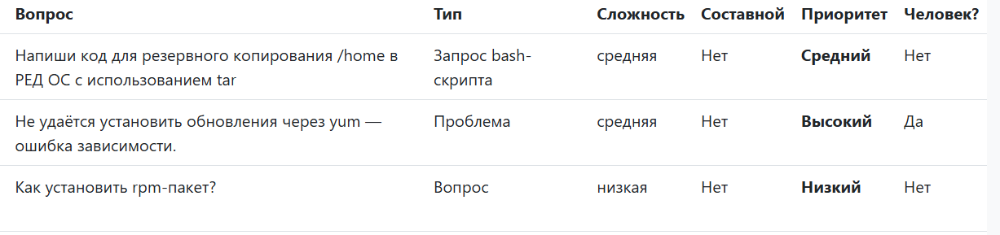 Вопрос Тип Сложность Составной Приоритет Человек?
Напиши код для резервного копирования /home в Запрос bash- средняя Нет Средний Нет
РЕД ОС с использованием tar скрипта
Не удаётся установить обновления через yum — Проблема средняя Нет Высокий Да
ошибка зависимости.
Как установить rpm-пакет? Вопрос низкая Нет Низкий Нет